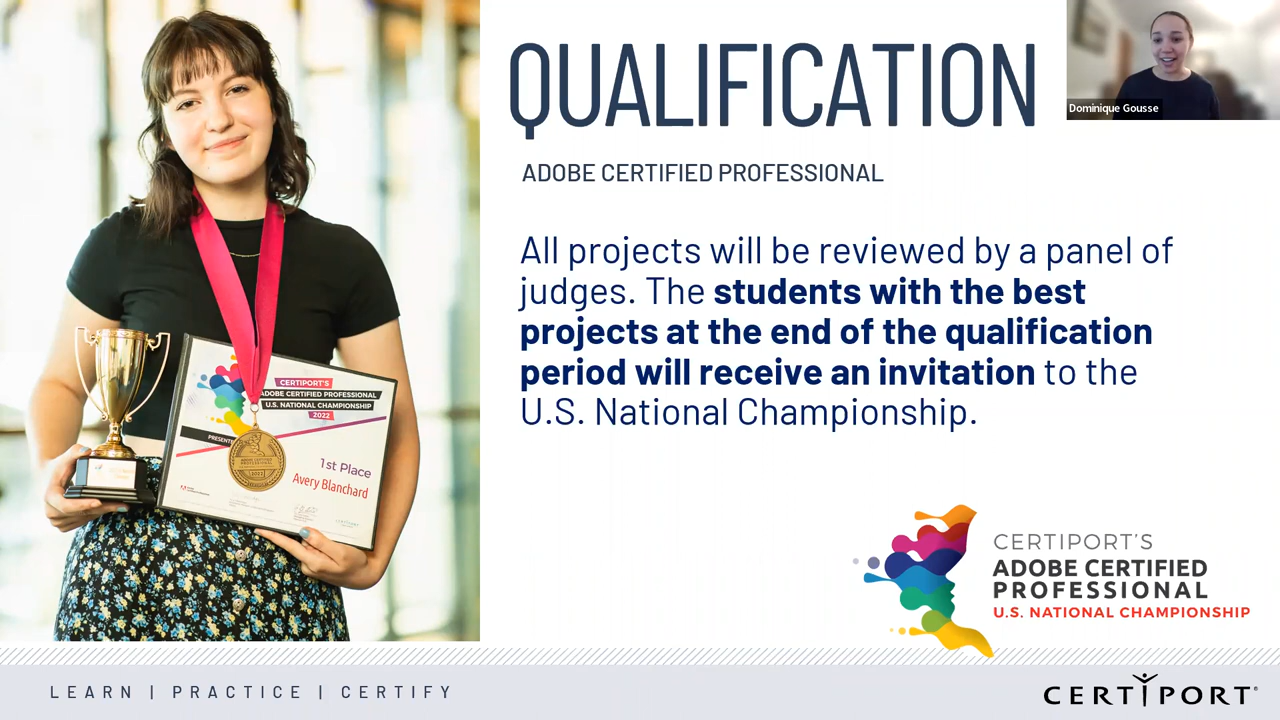 QUALIFICATION
Dominique Gousse
ADOBE CERTIFIED PROFESSIONAL
All projects will be reviewed by a panel of
judges. The students with the best
projects at the end of the qualification
period will receive an invitation to the
U.S. National Championship.
CERTIPORT'S
ADOBE CERTIFIED PROFESSIONAL
U.S. NATIONAL CHAMPIONSHIP
2022
1st Place
Avery Blanchard
CERTIPORT'S
ADOBE CERTIFIED
PROFESSIONAL
U.S. NATIONAL CHAMPIONSHIP
LEARN | PRACTICE | CERTIFY
CERTIPORT